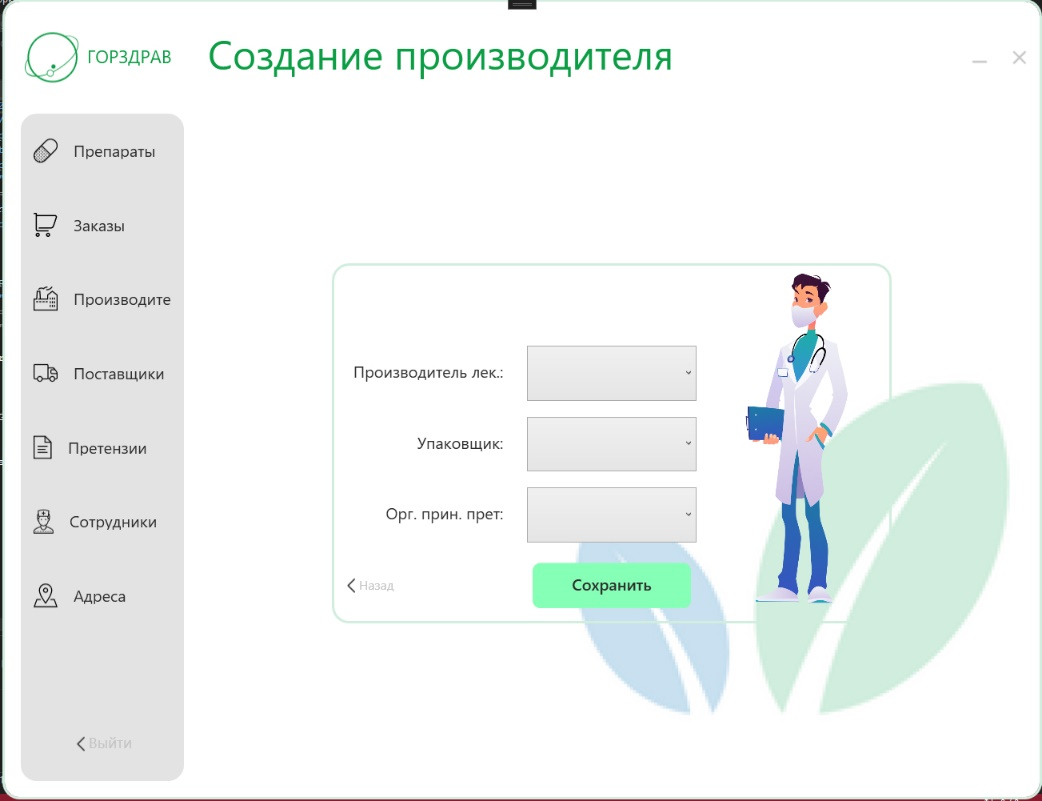 ГОРЗДРАВ
Создание производителя
Препараты
Заказы
Производите
Поставщики
Претензии
Сотрудники
Адреса
Выйти
Производитель лек.:
Упаковщик:
Орг. прин. прет:
Назад
Сохранить